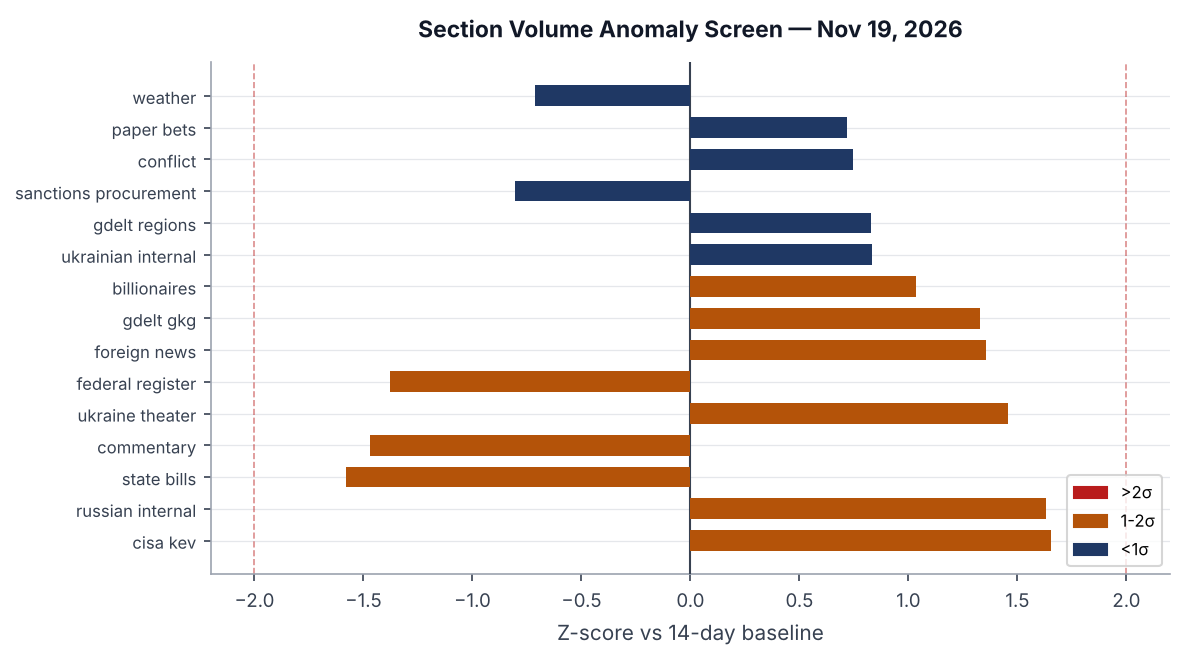 Section Volume Anomaly Screen — Nov 19, 2026
weather
paper bets
conflict
sanctions procurement
gdelt regions
ukrainian internal
billionaires
gdelt gkg
foreign news
federal register
ukraine theater
commentary
state bills
russian internal
cisa kev
>2σ
1-2σ
<1σ
−2.0 −1.5 −1.0 −0.5 0.0 0.5 1.0 1.5 2.0
Z-score vs 14-day baseline